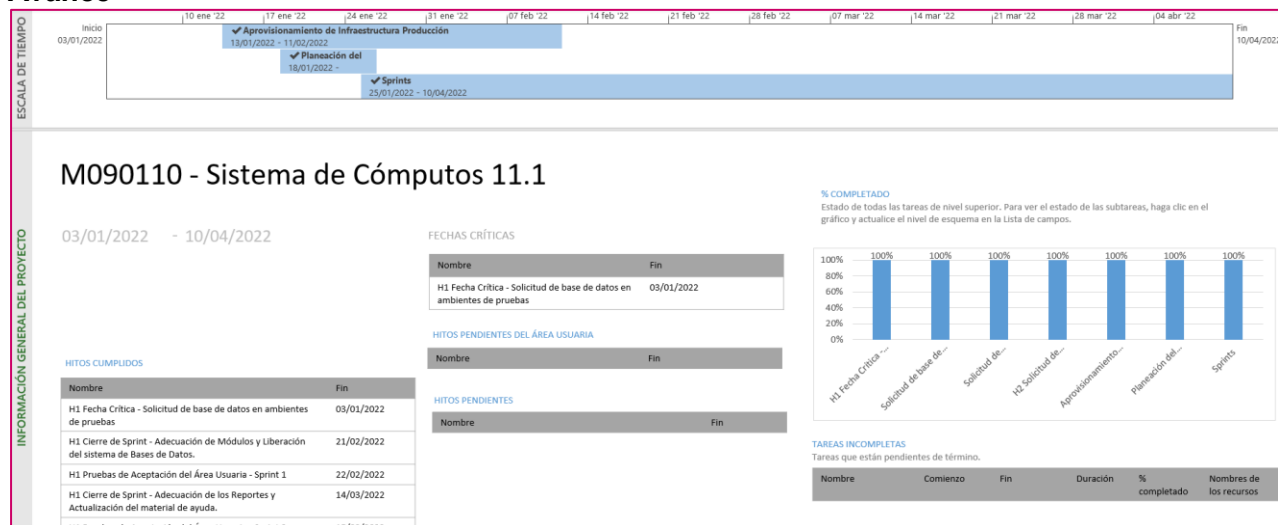 Avance
ESCALA DE TIEMPO
Inicio
03/01/2022
10 ene '22
17 ene '22
24 ene '22
31 ene '22
07 feb '22
14 feb '22
21 feb '22
28 feb '22
07 mar '22
14 mar '22
21 mar '22
28 mar '22
04 abr '22
Fin
10/04/2022
Aprovisionamiento de Infraestructura Producción
13/01/2022 - 11/02/2022
Planeación del
18/01/2022 -
Sprints
25/01/2022 - 10/04/2022
INFORMACIÓN GENERAL DEL PROYECTO
M090110 - Sistema de Cómputos 11.1
03/01/2022 - 10/04/2022
HITOS CUMPLIDOS
Nombre Fin
H1 Fecha Crítica - Solicitud de base de datos en ambientes 03/01/2022
de pruebas
H1 Cierre de Sprint - Adecuación de Módulos y Liberación 21/02/2022
del sistema de Bases de Datos.
H1 Pruebas de Aceptación del Área Usuaria - Sprint 1 22/02/2022
H1 Cierre de Sprint - Adecuación de los Reportes y 14/03/2022
Actualización del material de ayuda.
FECHAS CRÍTICAS
Nombre Fin
H1 Fecha Crítica - Solicitud de base de datos en 03/01/2022
ambientes de pruebas
HITOS PENDIENTES DEL ÁREA USUARIA
Nombre Fin
HITOS PENDIENTES
Nombre Fin
% COMPLETADO
Estado de todas las tareas de nivel superior. Para ver el estado de las subtareas, haga clic en el
gráfico y actualice el nivel de esquema en la Lista de campos.
100%
80%
60%
40%
20%
0%
100% 100% 100% 100% 100% 100% 100%
H1 Fecha Crítica -...
Solicitud de base de...
Solicitud de...
H2 Solicitud de...
Aprovisionamiento...
Planeación del...
Sprints
TAREAS INCOMPLETAS
Tareas que están pendientes de término.
Nombre Comienzo Fin Duración % Nombres de
completado los recursos